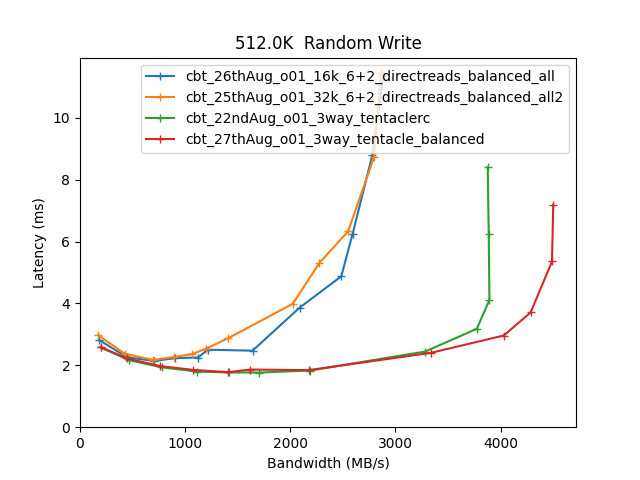 512.0K  Random Write
cbt_26thAug_o01_16k_6+2_directreads_balanced_all
cbt_25thAug_o01_32k_6+2_directreads_balanced_all2
cbt_22ndAug_o01_3way_tentaclerc
cbt_27thAug_o01_3way_tentacle_balanced
Latency (ms)
10
8
6
4
2
0
0 1000 2000 3000 4000
Bandwidth (MB/s)